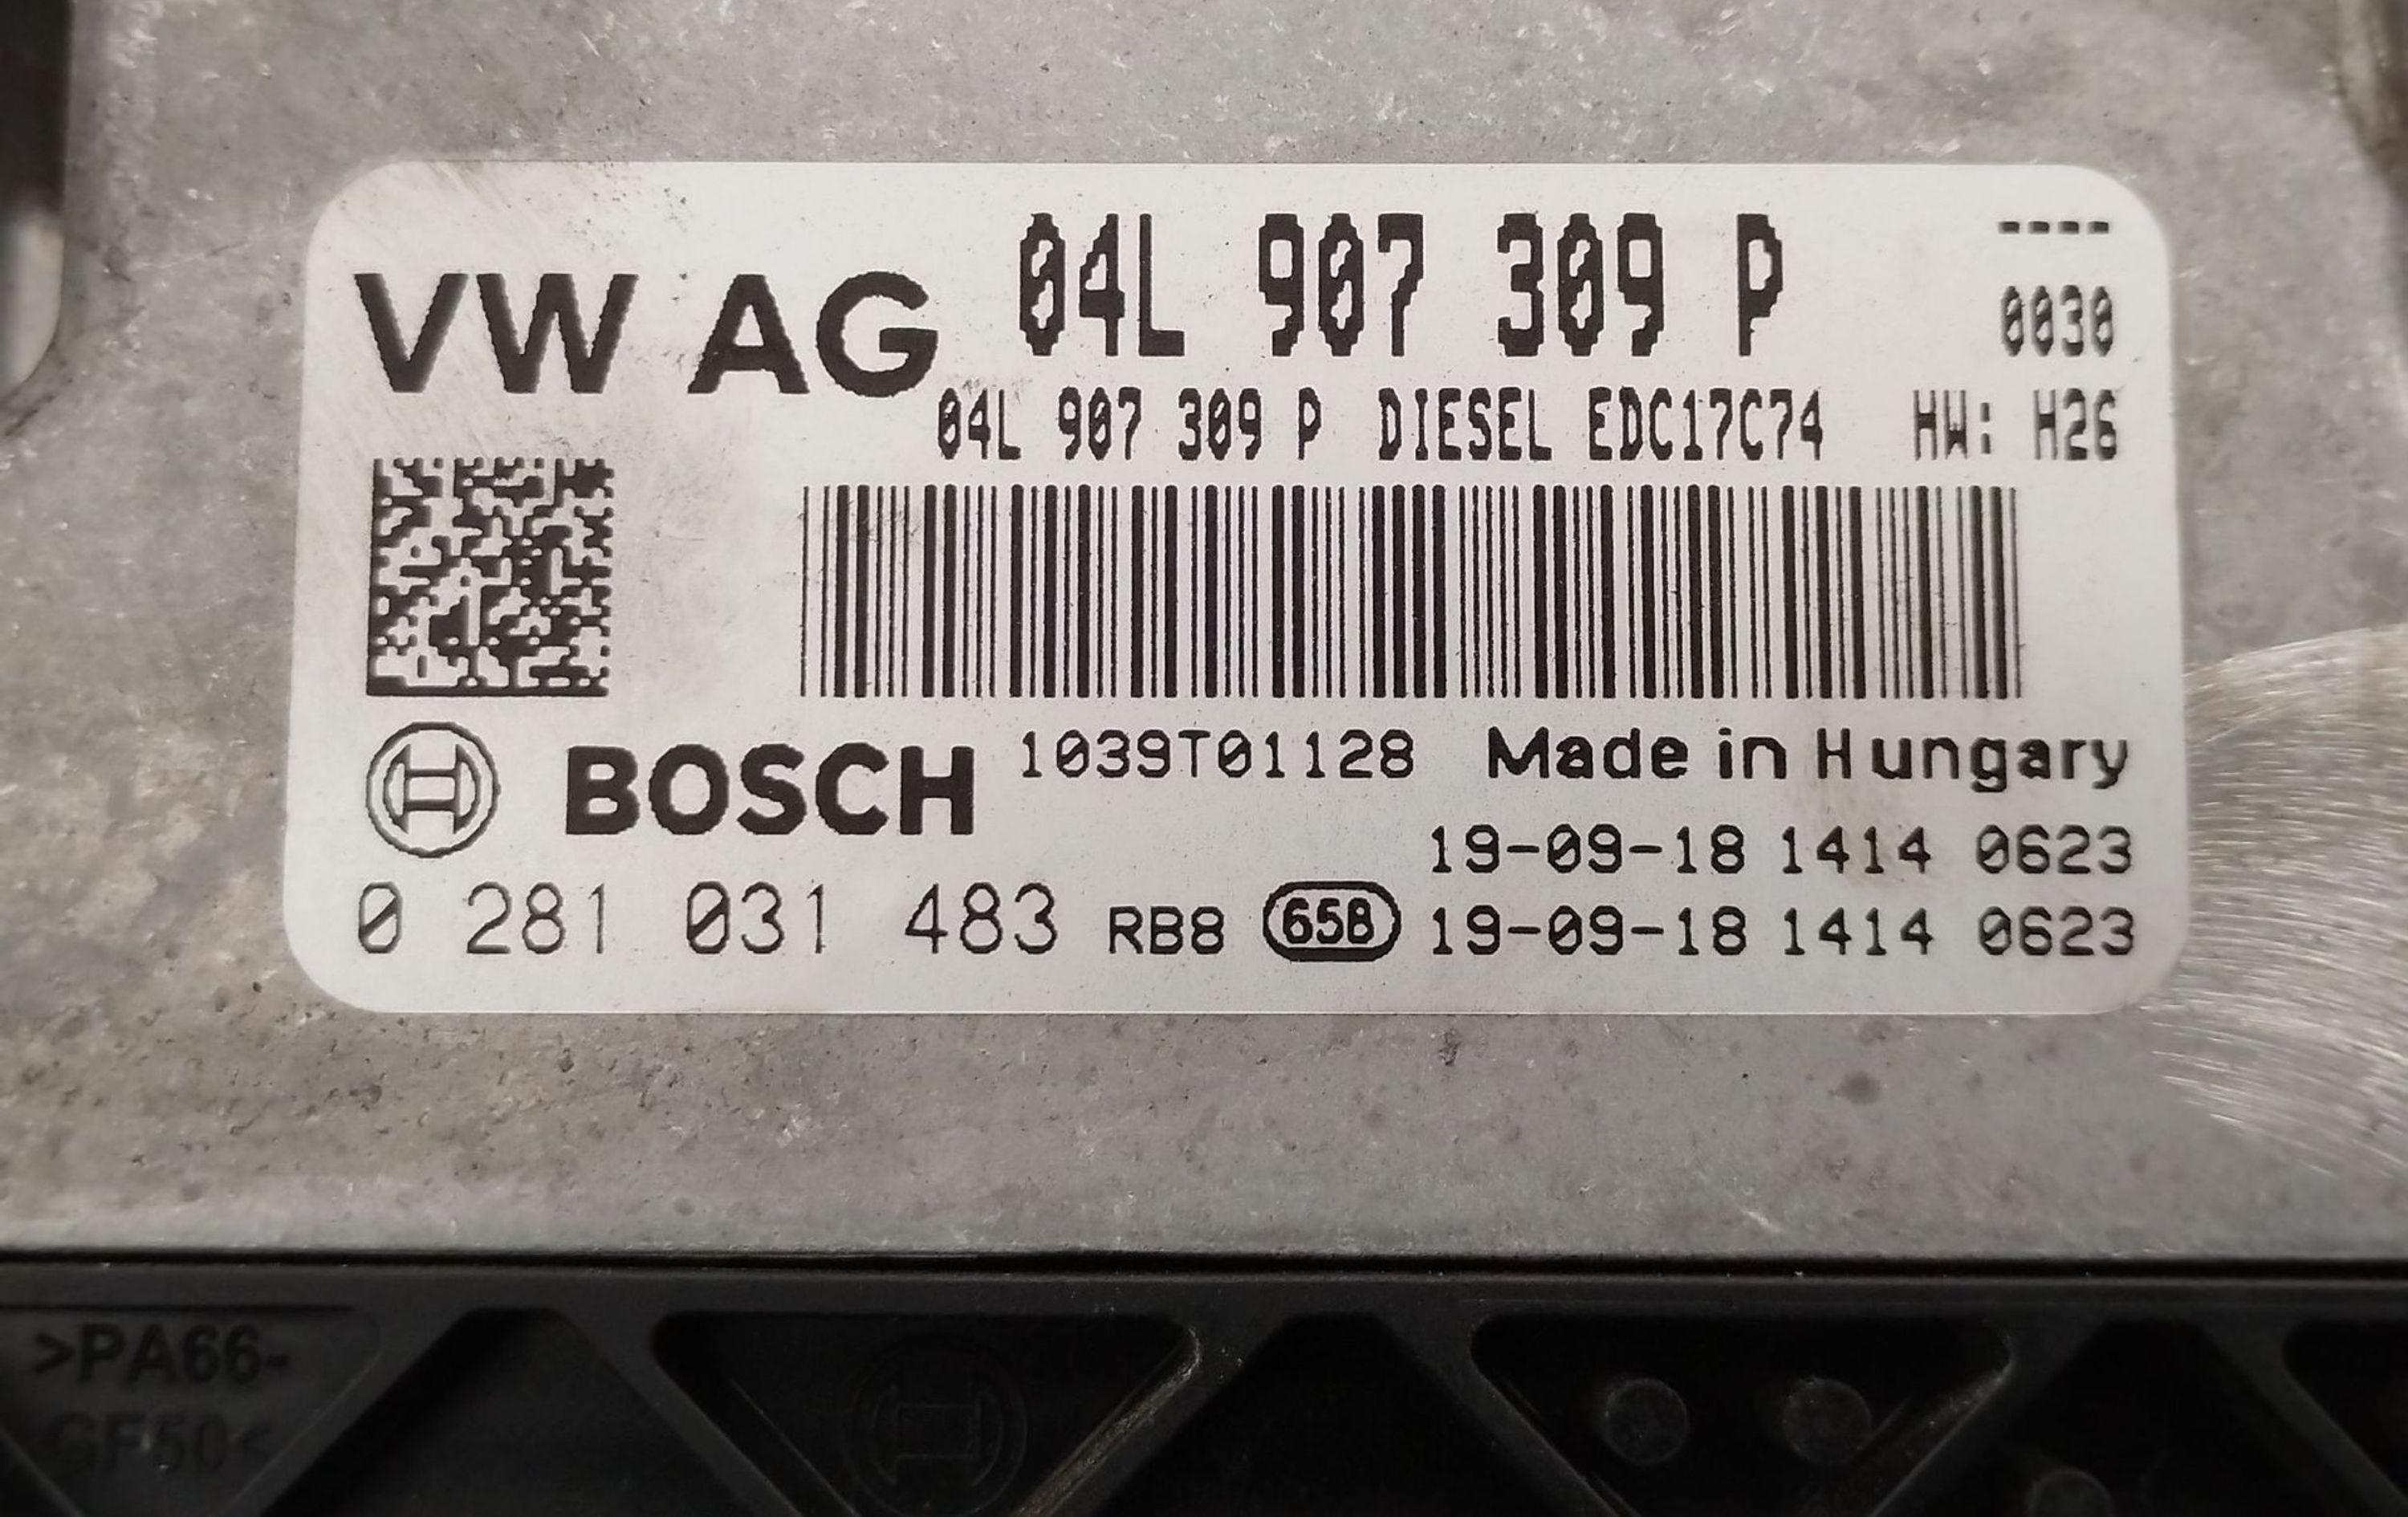 VW AG 04L 907 309 P ----
0030
04L 907 309 P DIESEL EDC17C74 HW: H26
BOSCH 1039T01128 Made in Hungary
19-09-18 1414 0623
0 281 031 483 RB8 65B 19-09-18 1414 0623
>PA66-
GF50<